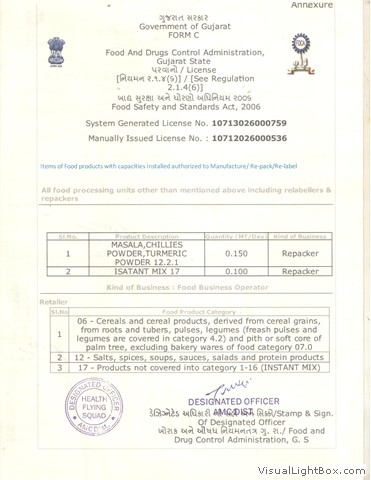 Annexure
ગુજરાત સરકાર
Government of Gujarat
FORM C
Food And Drugs Control Administration,
Gujarat State
પરવાનો / License
[નિયમન ૨.૧.૪(૬)] / [See Regulation
2.1.4(6)]
ખાદ્ય સુરક્ષા અને ધોરણો અધિનિયમ ૨૦૦૬
Food Safety and Standards Act, 2006
System Generated License No. : 10713026000759
Manually Issued License No. : 10712026000536
Items of Food products with capacities Installed authorized to Manufacture/ Re-pack/Re-label
All food processing units other than mentioned above including relabellers &
repackers
Sl.No. Product Description Quantity (MT/Day) Kind of Business
1 MASALA,CHILLIES POWDER,TURMERIC POWDER 12.2.1 0.150 Repacker
2 ISATANT MIX 17 0.100 Repacker
Kind of Business : Food Business Operator
Retailer
Sl.No Food Product Category
1 06 - Cereals and cereal products, derived from cereal grains,
from roots and tubers, pulses, legumes (freash pulses and
legumes are covered in category 4.2) and pith or soft core of
palm tree, excluding bakery wares of food category 07.0
2 12 - Salts, spices, soups, sauces, salads and protein products
3 17 - Products not covered into category 1-16 (INSTANT MIX)
DESIGNATED OFFICER
HEALTH
FLYING
SQUAD
AMC
DESIGNATED OFFICER
AMC
ડેઝિગ્નેટેડ અધિકારી ની સહી અને સિક્કો/Stamp & Sign.
Of Designated Officer
ખોરાક અને ઔષધ નિયમનતંત્ર ગુ. રા./ Food and
Drug Control Administration, G. S
VisualLightBox.com